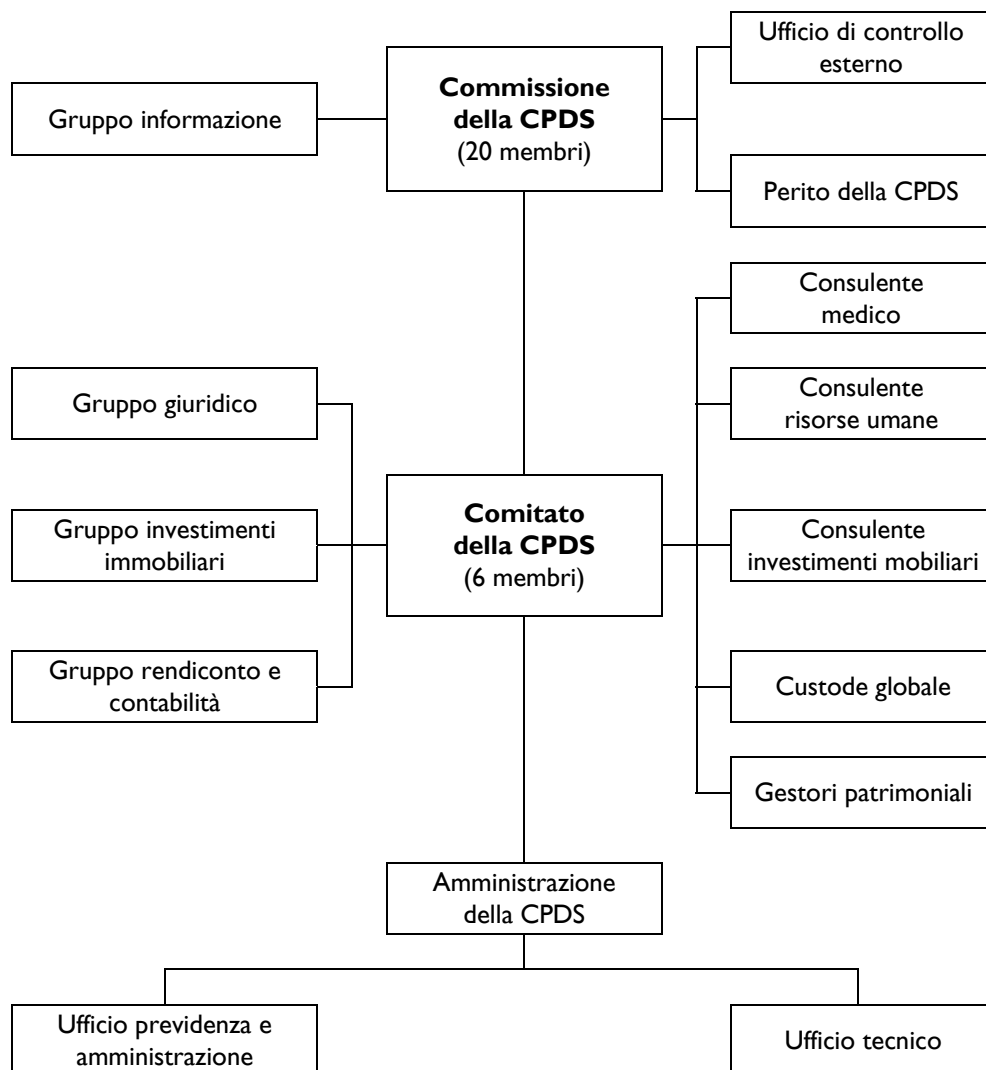 Ufficio di controllo
esterno
Commissione
della CPDS
(20 membri)
Gruppo informazione
Perito della CPDS
Consulente
medico
Gruppo giuridico
Consulente
risorse umane
Comitato
della CPDS
(6 membri)
Gruppo investimenti
immobiliari
Consulente
investimenti mobiliari
Gruppo rendiconto e
contabilità
Custode globale
Gestori patrimoniali
Amministrazione
della CPDS
Ufficio previdenza e
amministrazione
Ufficio tecnico